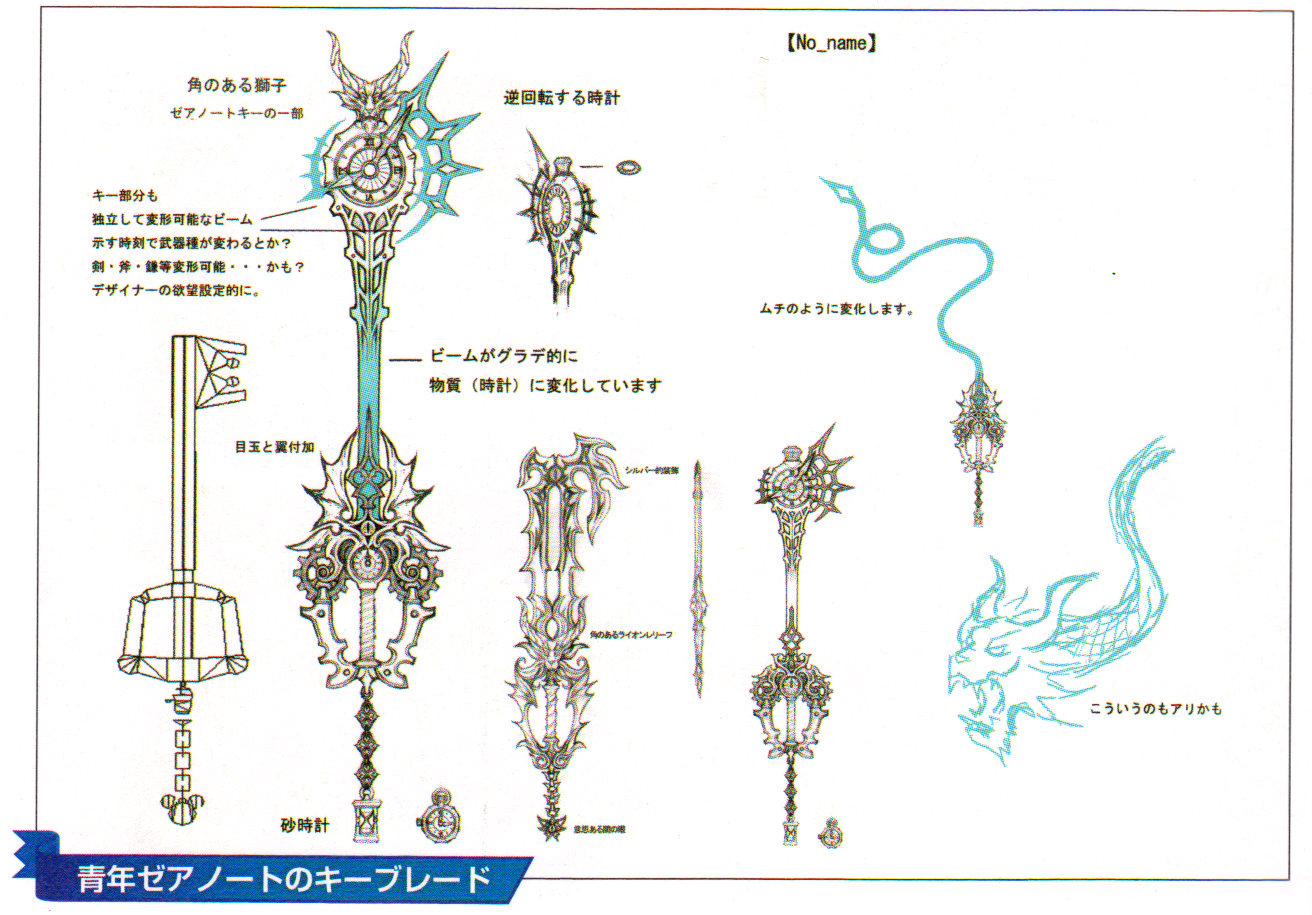 【No_name】
角のある獅子
ゼアノートキーの一部
逆回転する時計
キー部分も
独立して変形可能なビーム
示す時刻で武器種が変わるとか？
剣・斧・鎌等変形可能・・・かも？
デザイナーの欲望設定的に。
ムチのように変化します。
ビームがグラデ的に
物質（時計）に変化しています
目玉と翼付加
シルバー的装飾
角のあるライオンレリーフ
こういうのもアリかも
砂時計
意思ある闇の眼
青年ゼアノートのキーブレード